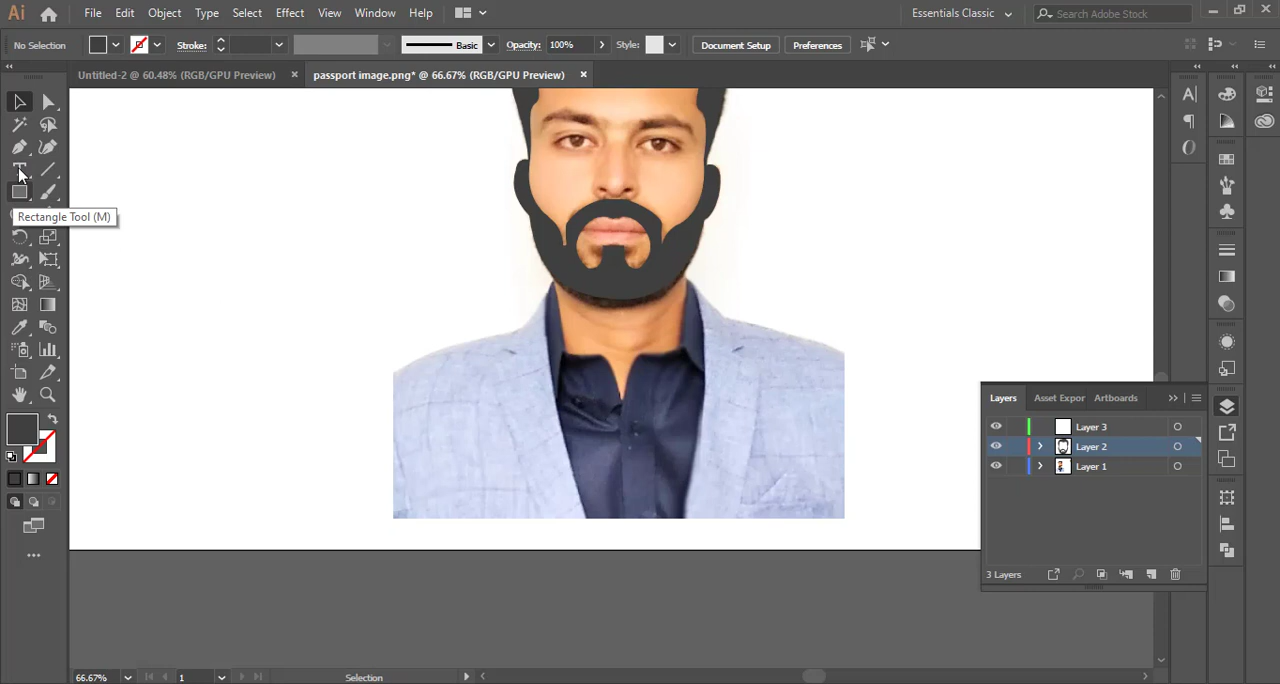 Ai File Edit Object Type Select Effect View Window Help Essentials Classic Search Adobe Stock
No Selection Stroke: Basic Opacity: 100% Style: Document Setup Preferences
Untitled-2 @ 60.48% (RGB/GPU Preview) × passport image.png* @ 66.67% (RGB/GPU Preview) ×
Rectangle Tool (M)
Layers Asset Expor Artboards
Layer 3
Layer 2
Layer 1
3 Layers
66.67% 1 Selection